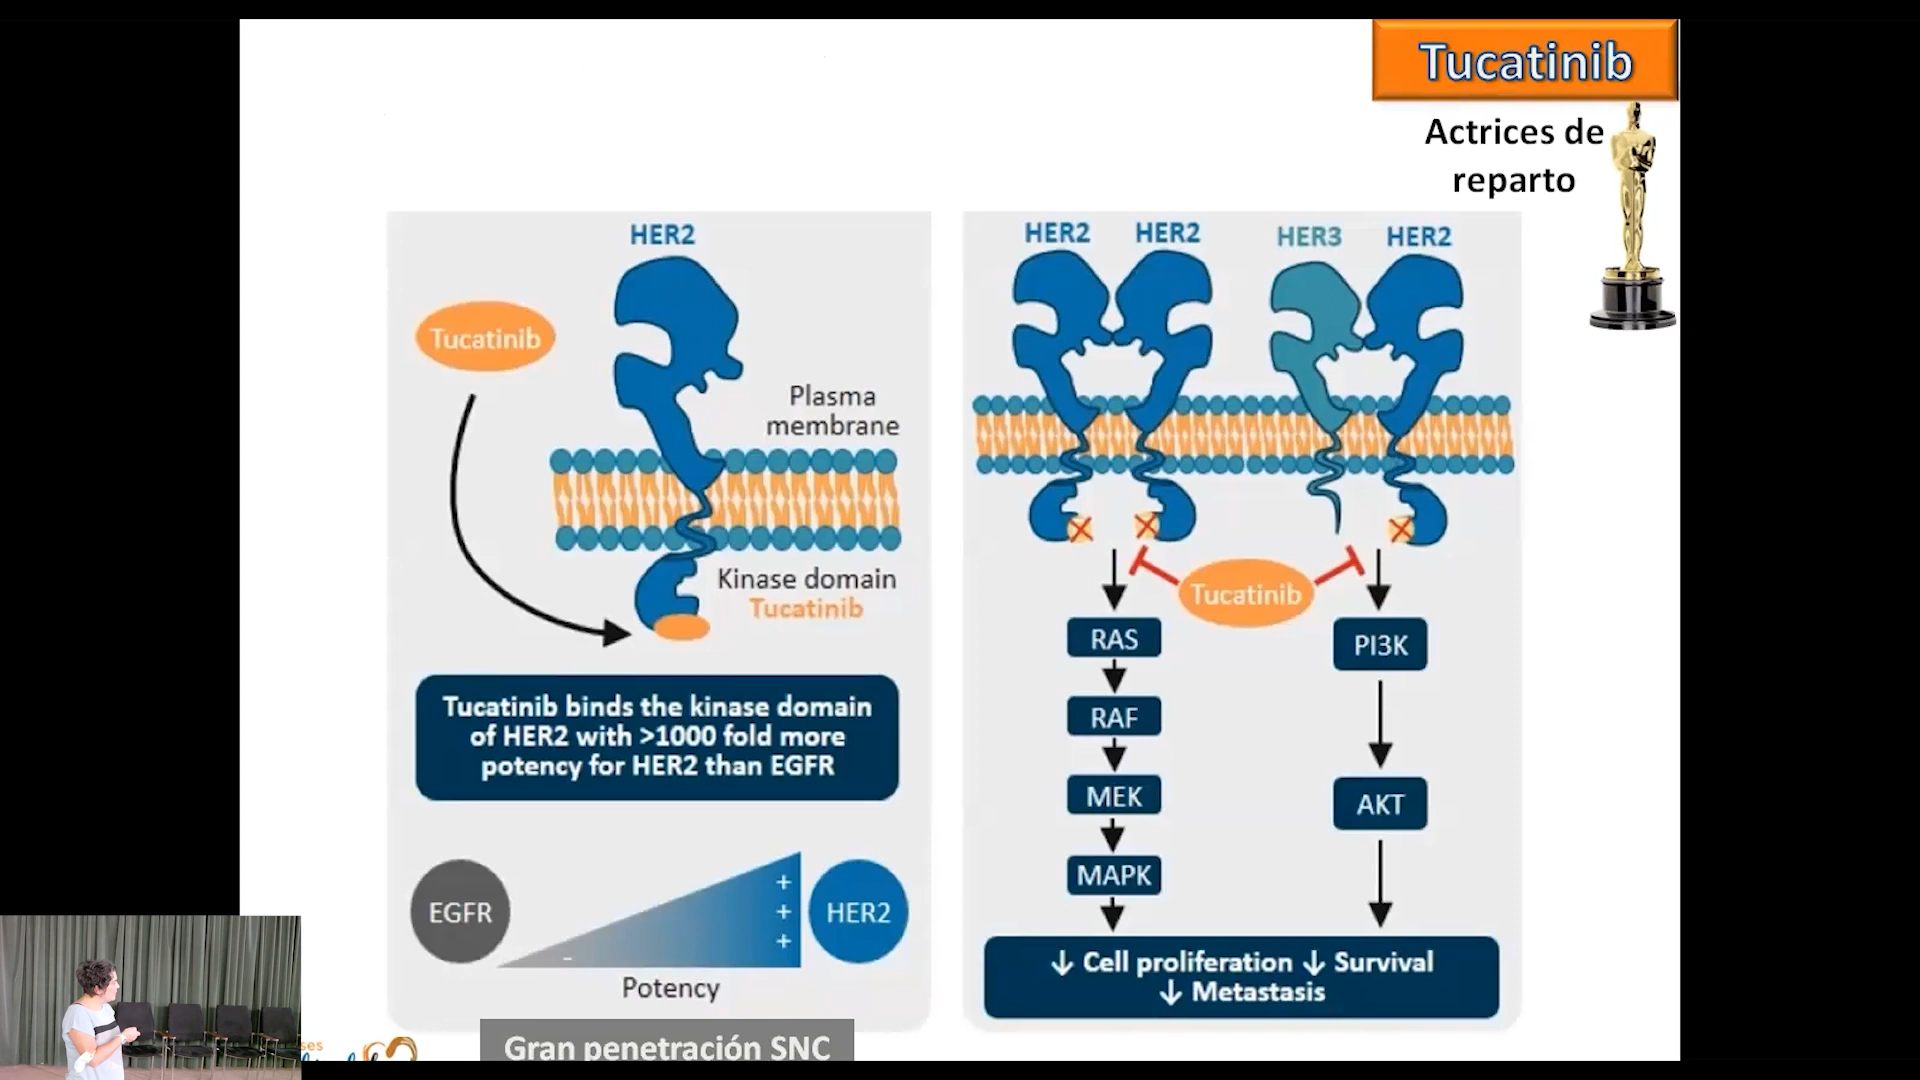 Tucatinib
Actrices de
reparto
HER2
Tucatinib
Plasma
membrane
Kinase domain
Tucatinib
Tucatinib binds the kinase domain
of HER2 with >1000 fold more
potency for HER2 than EGFR
EGFR
-
+
+
+
HER2
Potency
HER2 HER2 HER3 HER2
Tucatinib
RAS
RAF
MEK
MAPK
PI3K
AKT
↓ Cell proliferation ↓ Survival
↓ Metastasis
Gran penetración SNC